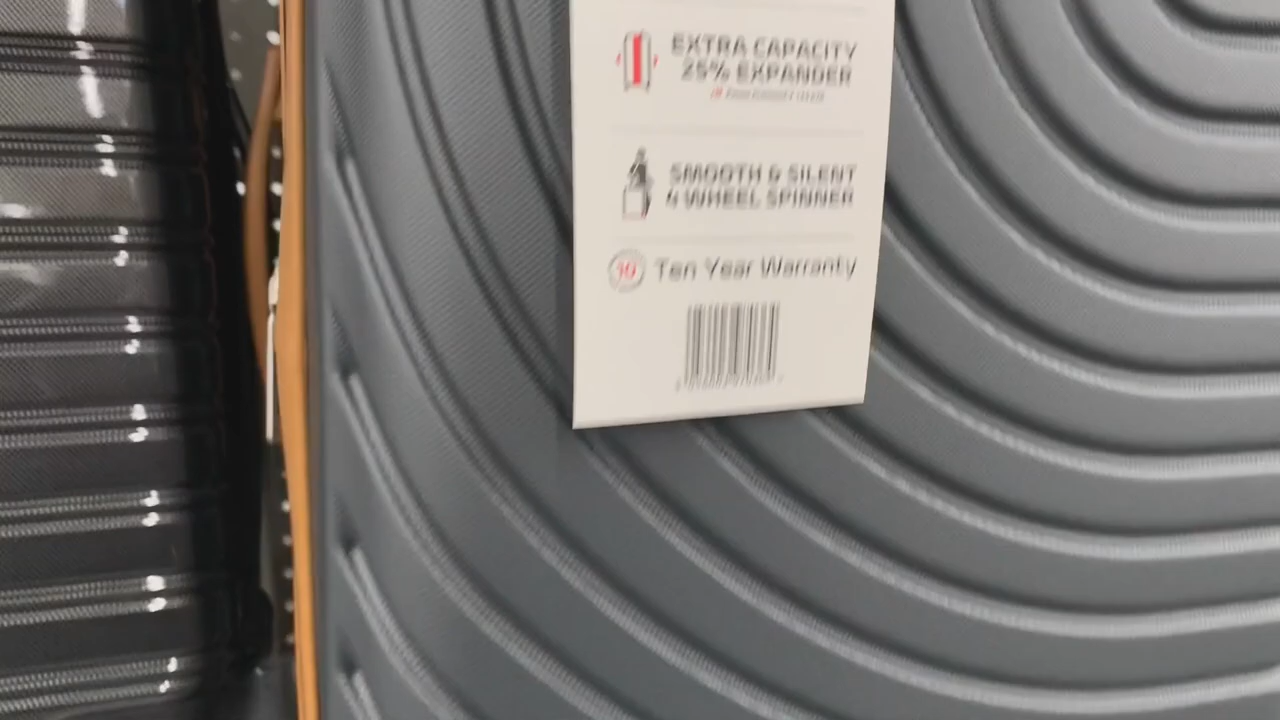 EXTRA CAPACITY
25% EXPANDER
SMOOTH & SILENT
4 WHEEL SPINNER
10 Ten Year Warranty